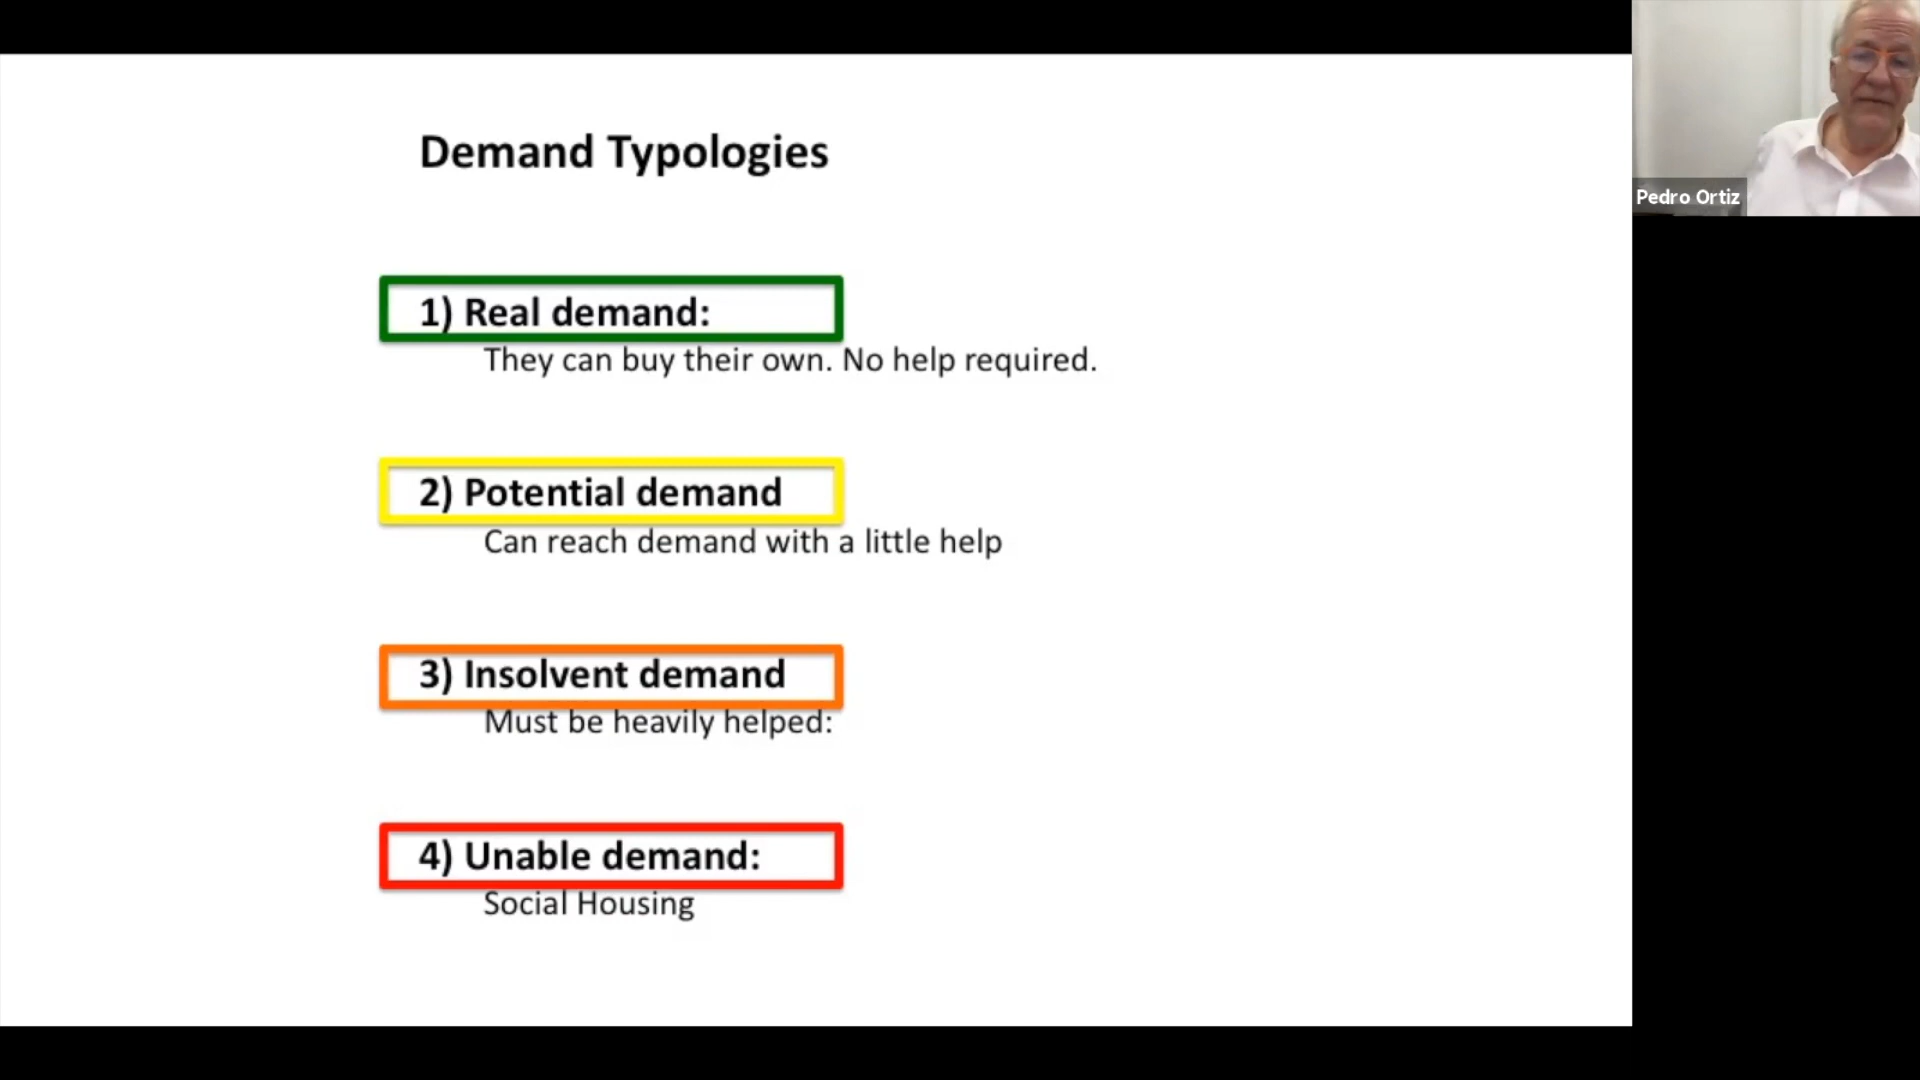 Demand Typologies
1) Real demand:
They can buy their own. No help required.
2) Potential demand
Can reach demand with a little help
3) Insolvent demand
Must be heavily helped:
4) Unable demand:
Social Housing
Pedro Ortiz